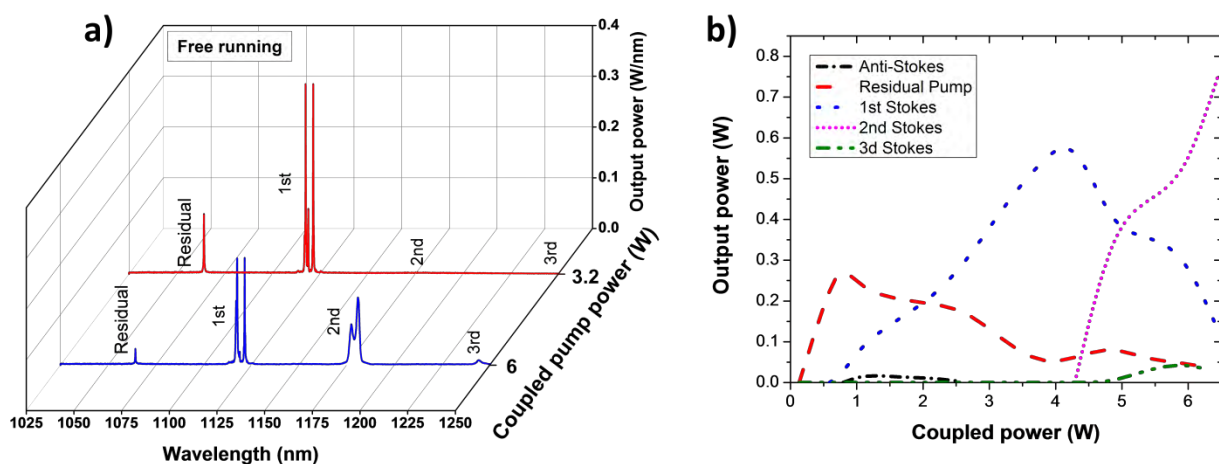 a)
Free running
Residual
1st
2nd
3rd
Residual
1st
2nd
3rd
0.4
0.3
0.2
0.1
0.0
Output power (W/nm)
3.2
6
Coupled pump power (W)
1025 1050 1075 1100 1125 1150 1175 1200 1225 1250
Wavelength (nm)
b)
Anti-Stokes
Residual Pump
1st Stokes
2nd Stokes
3d Stokes
0.8
0.7
0.6
0.5
0.4
0.3
0.2
0.1
0.0
Output power (W)
0 1 2 3 4 5 6
Coupled power (W)